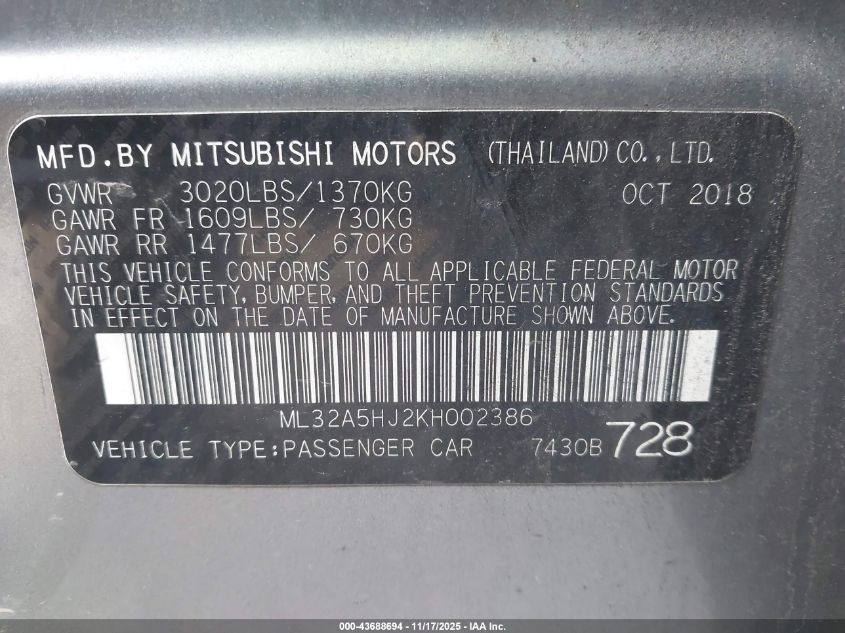 MFD.BY MITSUBISHI MOTORS (THAILAND) CO., LTD.
GVWR 3020LBS/1370KG OCT 2018
GAWR FR 1609LBS/ 730KG
GAWR RR 1477LBS/ 670KG
THIS VEHICLE CONFORMS TO ALL APPLICABLE FEDERAL MOTOR
VEHICLE SAFETY, BUMPER, AND THEFT PREVENTION STANDARDS
IN EFFECT ON THE DATE OF MANUFACTURE SHOWN ABOVE.
ML32A5HJ2KH002386
VEHICLE TYPE:PASSENGER CAR 7430B 728
000-43688694 - 11/17/2025 - IAA Inc.